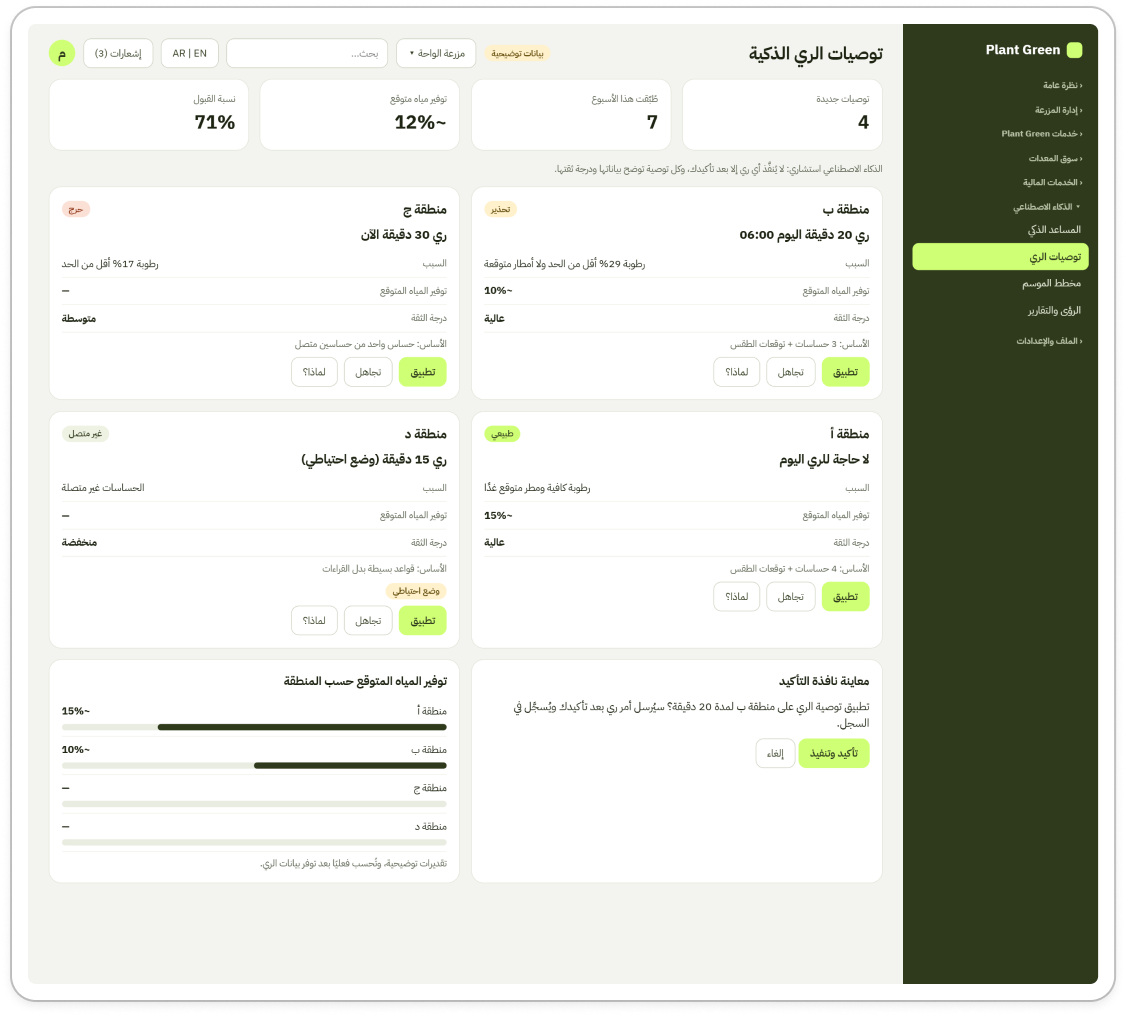 Plant Green
‹ نظرة عامة
‹ إدارة المزرعة
‹ خدمات Plant Green
‹ سوق المعدات
‹ الخدمات المالية
▾ الذكاء الاصطناعي
المساعد الذكي
توصيات الري
مخطط الموسم
الرؤى والتقارير
‹ الملف والإعدادات
توصيات الري الذكية
بيانات توضيحية
مزرعة الواحة ▾
بحث...
AR | EN
إشعارات (3)
م
توصيات جديدة
4
طُبّقت هذا الأسبوع
7
توفير مياه متوقع
~12%
نسبة القبول
71%
الذكاء الاصطناعي استشاري: لا يُنفَّذ أي ري إلا بعد تأكيدك، وكل توصية توضح بياناتها ودرجة ثقتها.
منطقة ب
تحذير
ري 20 دقيقة اليوم 06:00
السبب
رطوبة 29% أقل من الحد ولا أمطار متوقعة
توفير المياه المتوقع
~10%
درجة الثقة
عالية
الأساس: 3 حساسات + توقعات الطقس
تطبيق
تجاهل
لماذا؟
منطقة ج
حرج
ري 30 دقيقة الآن
السبب
رطوبة 17% أقل من الحد
توفير المياه المتوقع
—
درجة الثقة
متوسطة
الأساس: حساس واحد من حساسين متصل
تطبيق
تجاهل
لماذا؟
منطقة أ
طبيعي
لا حاجة للري اليوم
السبب
رطوبة كافية ومطر متوقع غدًا
توفير المياه المتوقع
~15%
درجة الثقة
عالية
الأساس: 4 حساسات + توقعات الطقس
تطبيق
تجاهل
لماذا؟
منطقة د
غير متصل
ري 15 دقيقة (وضع احتياطي)
السبب
الحساسات غير متصلة
توفير المياه المتوقع
—
درجة الثقة
منخفضة
الأساس: قواعد بسيطة بدل القراءات
وضع احتياطي
تطبيق
تجاهل
لماذا؟
معاينة نافذة التأكيد
تطبيق توصية الري على منطقة ب لمدة 20 دقيقة؟ سيُرسل أمر ري بعد تأكيدك ويُسجَّل في
السجل.
تأكيد وتنفيذ
إلغاء
توفير المياه المتوقع حسب المنطقة
منطقة أ
~15%
منطقة ب
~10%
منطقة ج
—
منطقة د
—
تقديرات توضيحية، وتُحسب فعليًا بعد توفر بيانات الري.